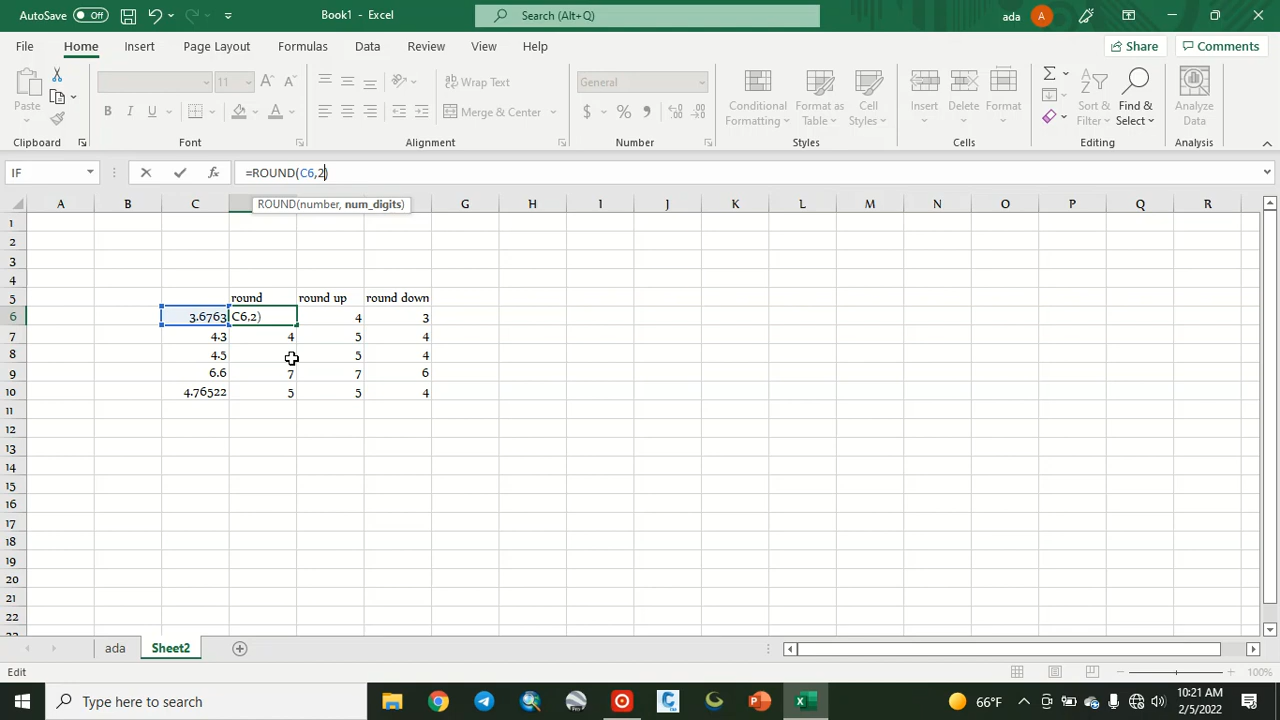 AutoSave Off Book1 - Excel Search (Alt+Q) ada A
File Home Insert Page Layout Formulas Data Review View Help Share Comments
11 A A Wrap Text General
Paste B I U A Merge & Center $ % Conditional Formatting Format as Table Cell Styles Insert Delete Format Sort & Filter Find & Select Analyze Data
Clipboard Font Alignment Number Styles Cells Editing Analysis
IF fx =ROUND(C6,2)
ROUND(number, num_digits)
A B C G H I J K L M N O P Q R
1
2
3
4
5 round round up round down
6 3.6763 C6,2) 4 3
7 4.3 4 5 4
8 4.5 5 4
9 6.6 7 7 6
10 4.76522 5 5 4
11
12
13
14
15
16
17
18
19
20
21
22
ada Sheet2
Edit 100%
Type here to search 66°F 10:21 AM
2/5/2022